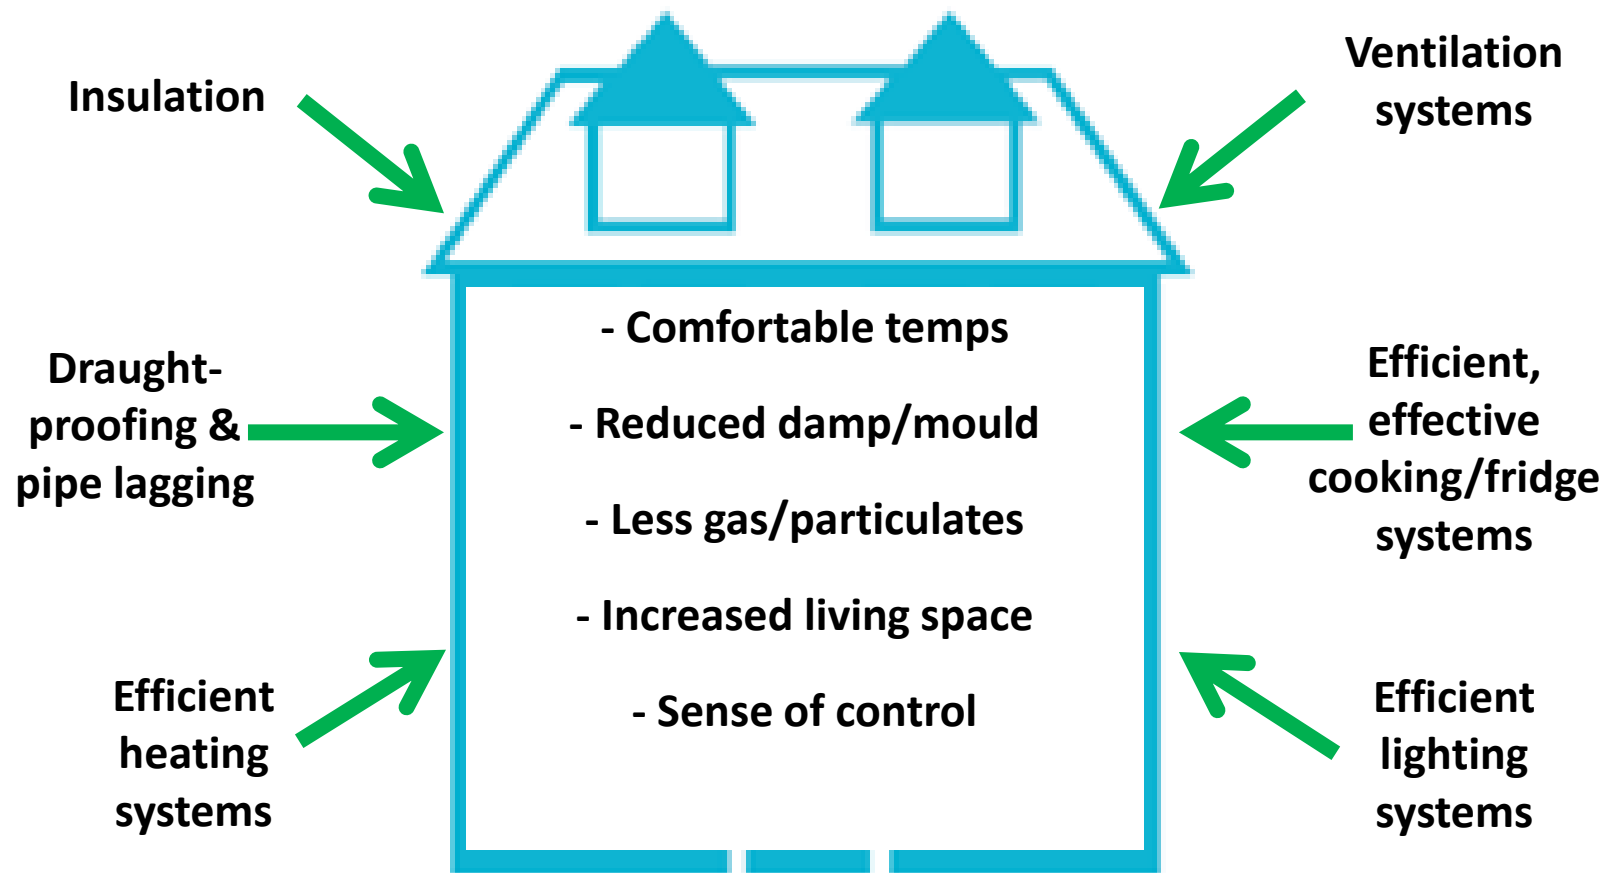 Insulation
Ventilation
systems
- Comfortable temps
- Reduced damp/mould
- Less gas/particulates
- Increased living space
- Sense of control
Draught-
proofing &
pipe lagging
Efficient,
effective
cooking/fridge
systems
Efficient
heating
systems
Efficient
lighting
systems